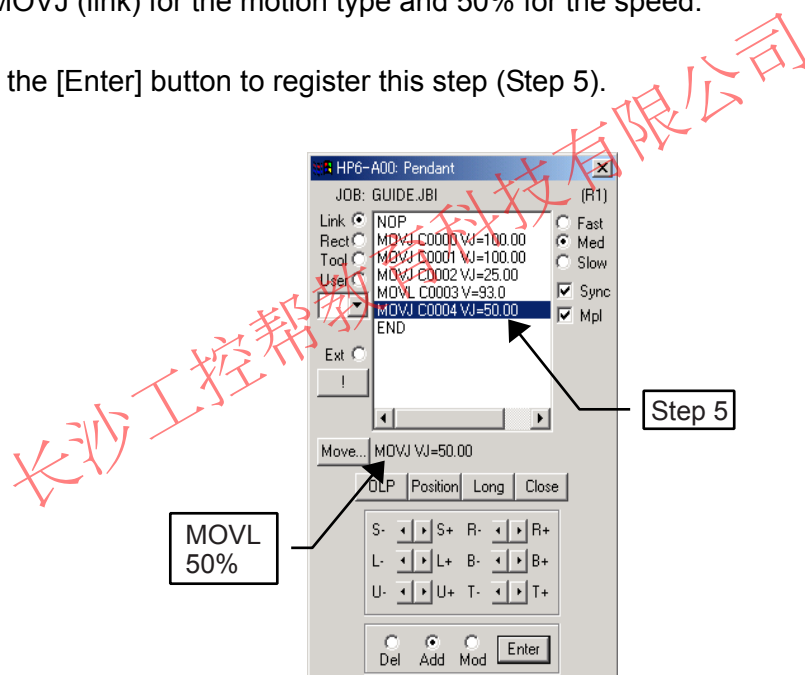 MOVJ (link) for the motion type and 50% for the speed.
the [Enter] button to register this step (Step 5).
HP6-A00: Pendant
JOB: GUIDE.JBI (R1)
Link
Rect
Tool
User
Ext
!
NOP
MOVJ C0000 VJ=100.00
MOVJ C0001 VJ=100.00
MOVJ C0002 VJ=25.00
MOVL C0003 V=93.0
MOVJ C0004 VJ=50.00
END
Fast
Med
Slow
Sync
Mpl
Step 5
Move... MOVJ VJ=50.00
OLP Position Long Close
MOVL
50%
S- S+ R- R+
L- L+ B- B+
U- U+ T- T+
Del Add Mod Enter
长沙工控帮教育科技有限公司